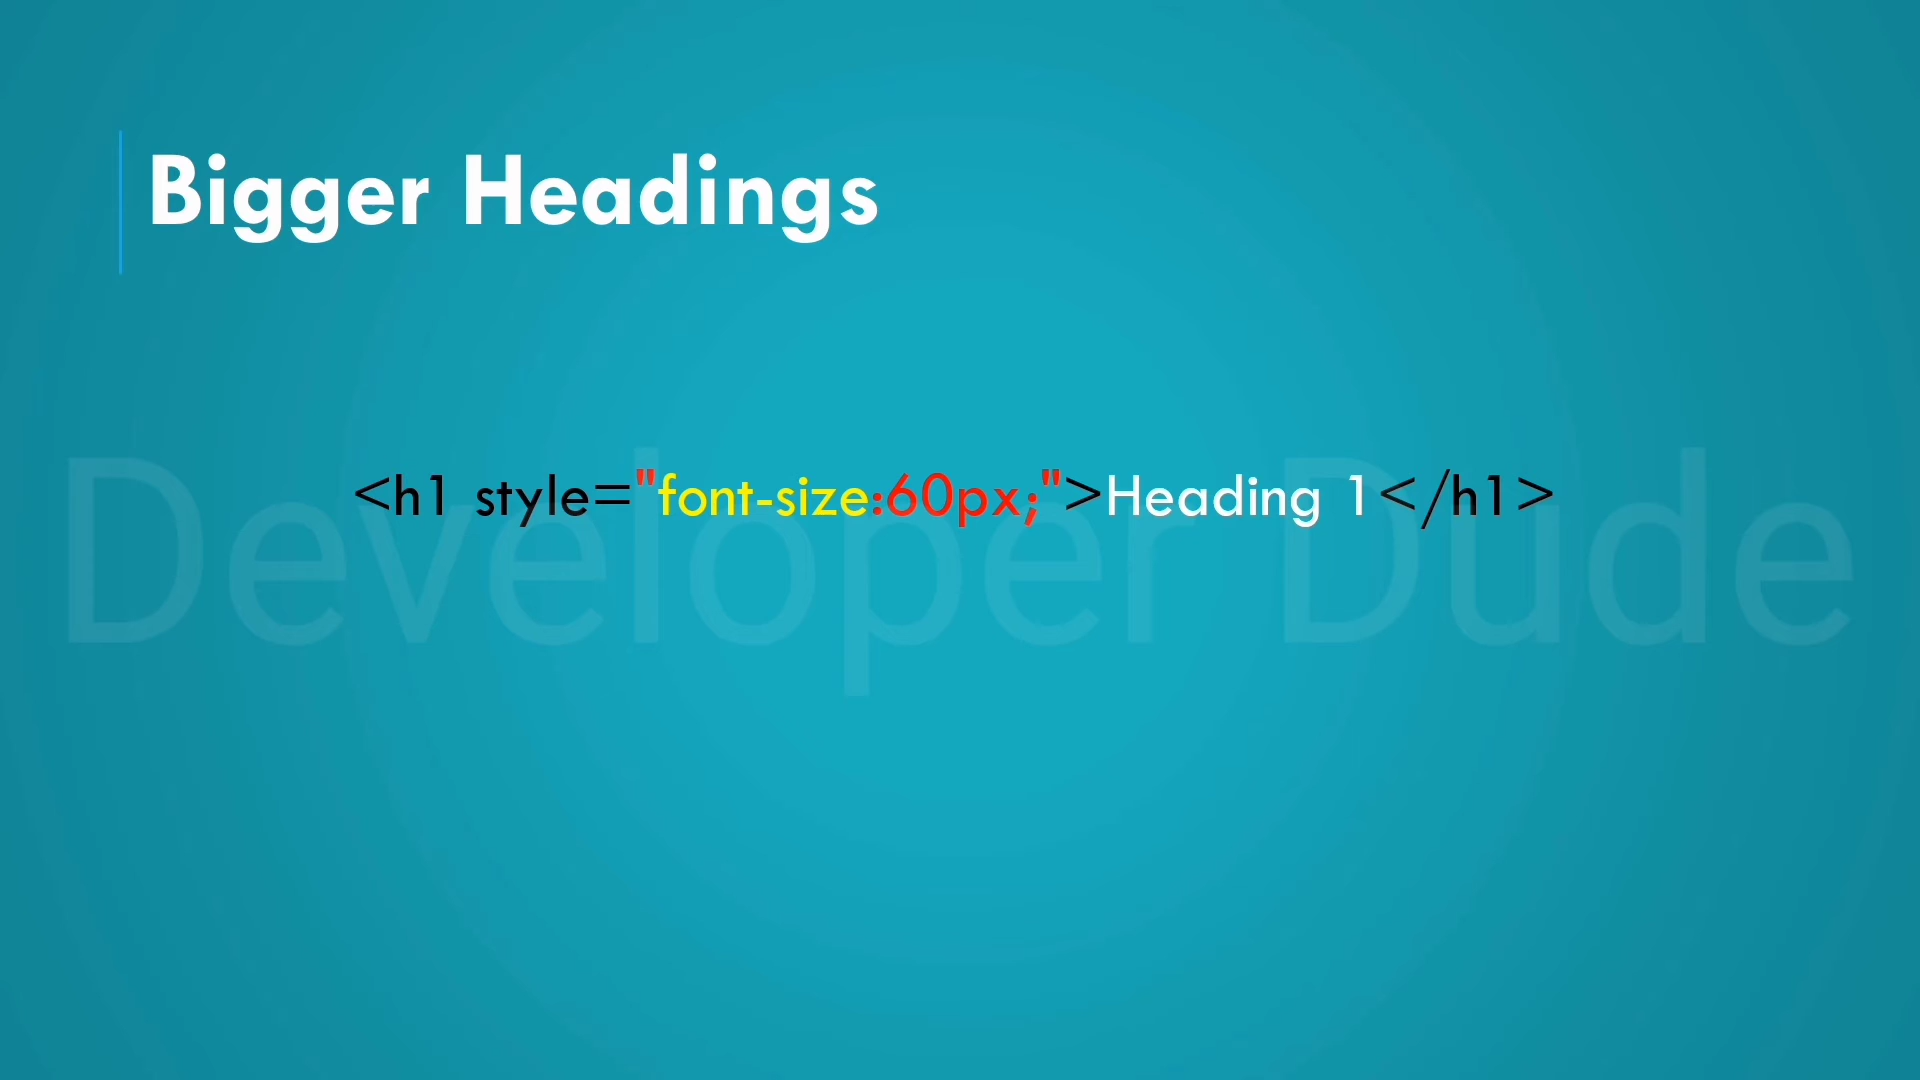 Bigger Headings
<h1 style="font-size:60px;">Heading 1</h1>
Developer Dude